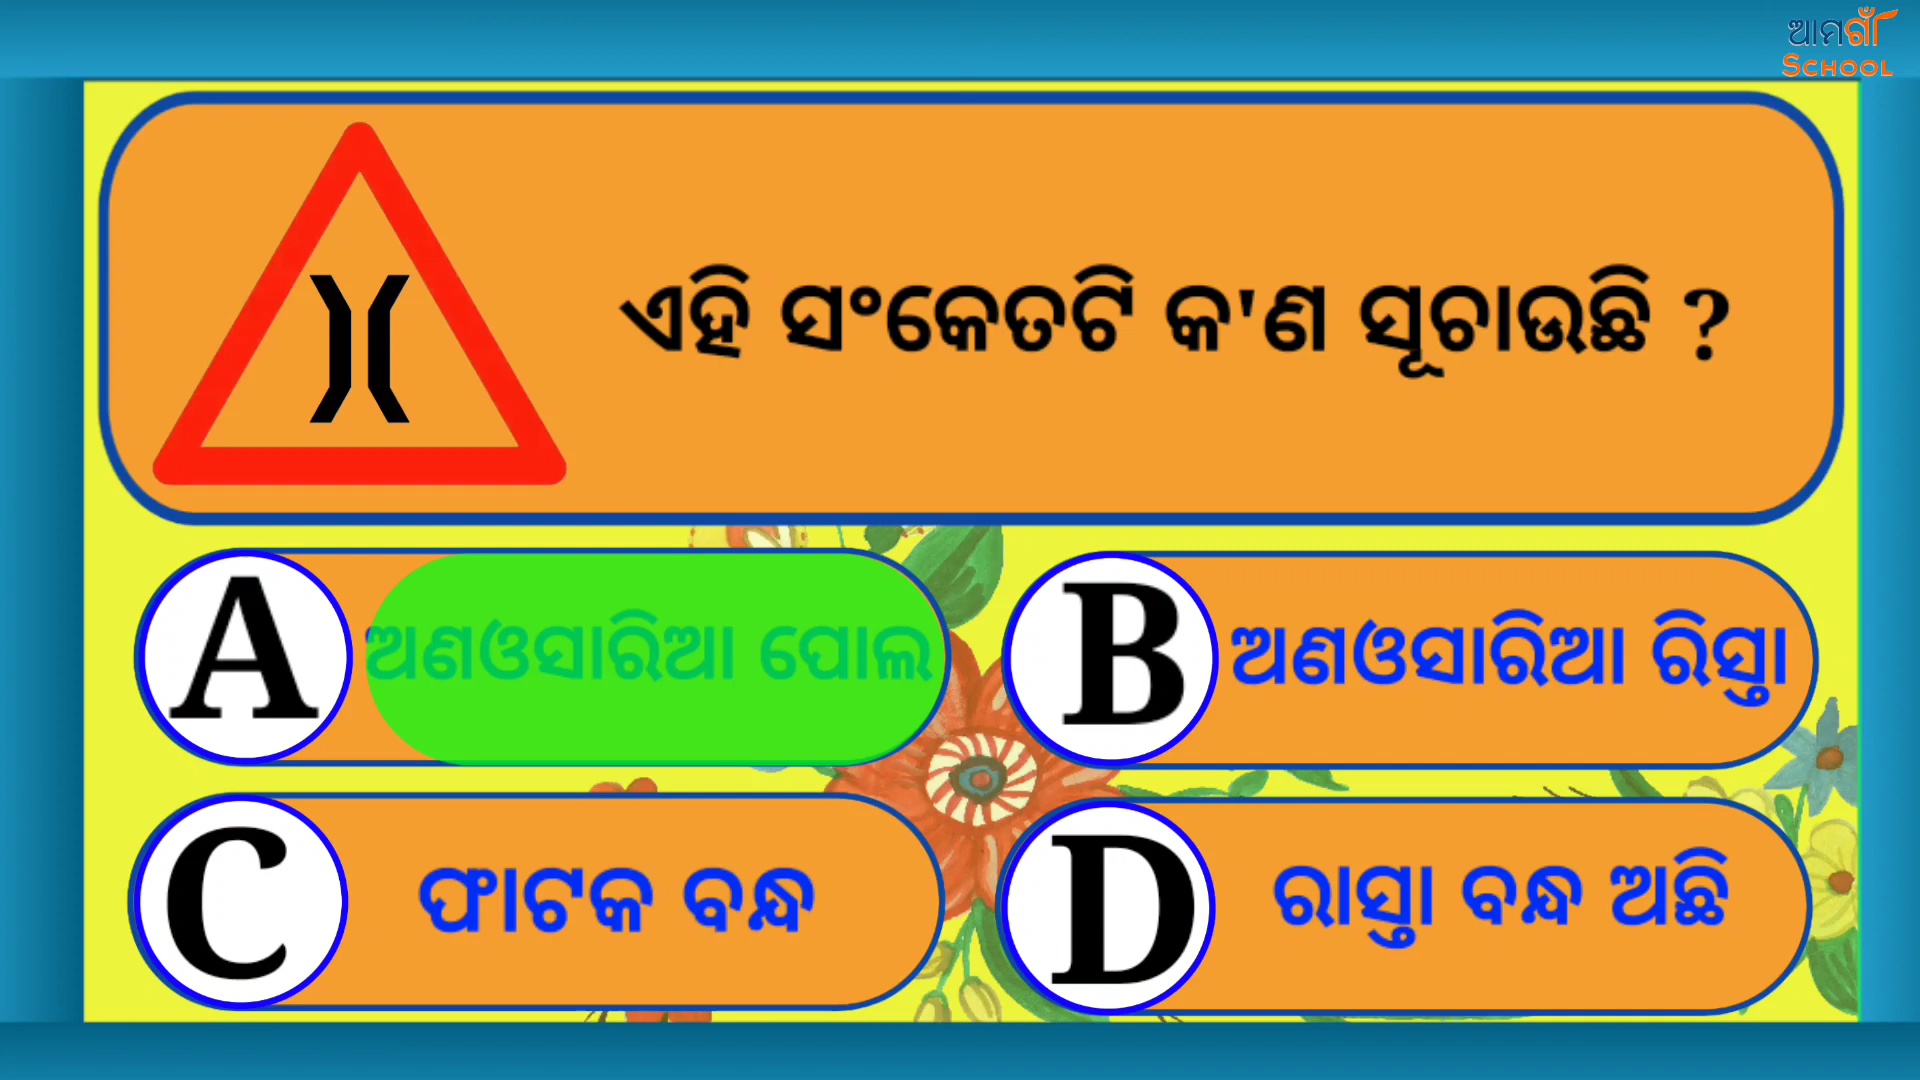 ଆମଗାଁ
SCHOOL
ଏହି ସଂକେତଟି କ'ଣ ସୂଚାଉଛି ?
A ଅଣଓସାରିଆ ପୋଲ
B ଅଣଓସାରିଆ ରିସ୍ତା
C ଫାଟକ ବନ୍ଧ
D ରାସ୍ତା ବନ୍ଧ ଅଛି